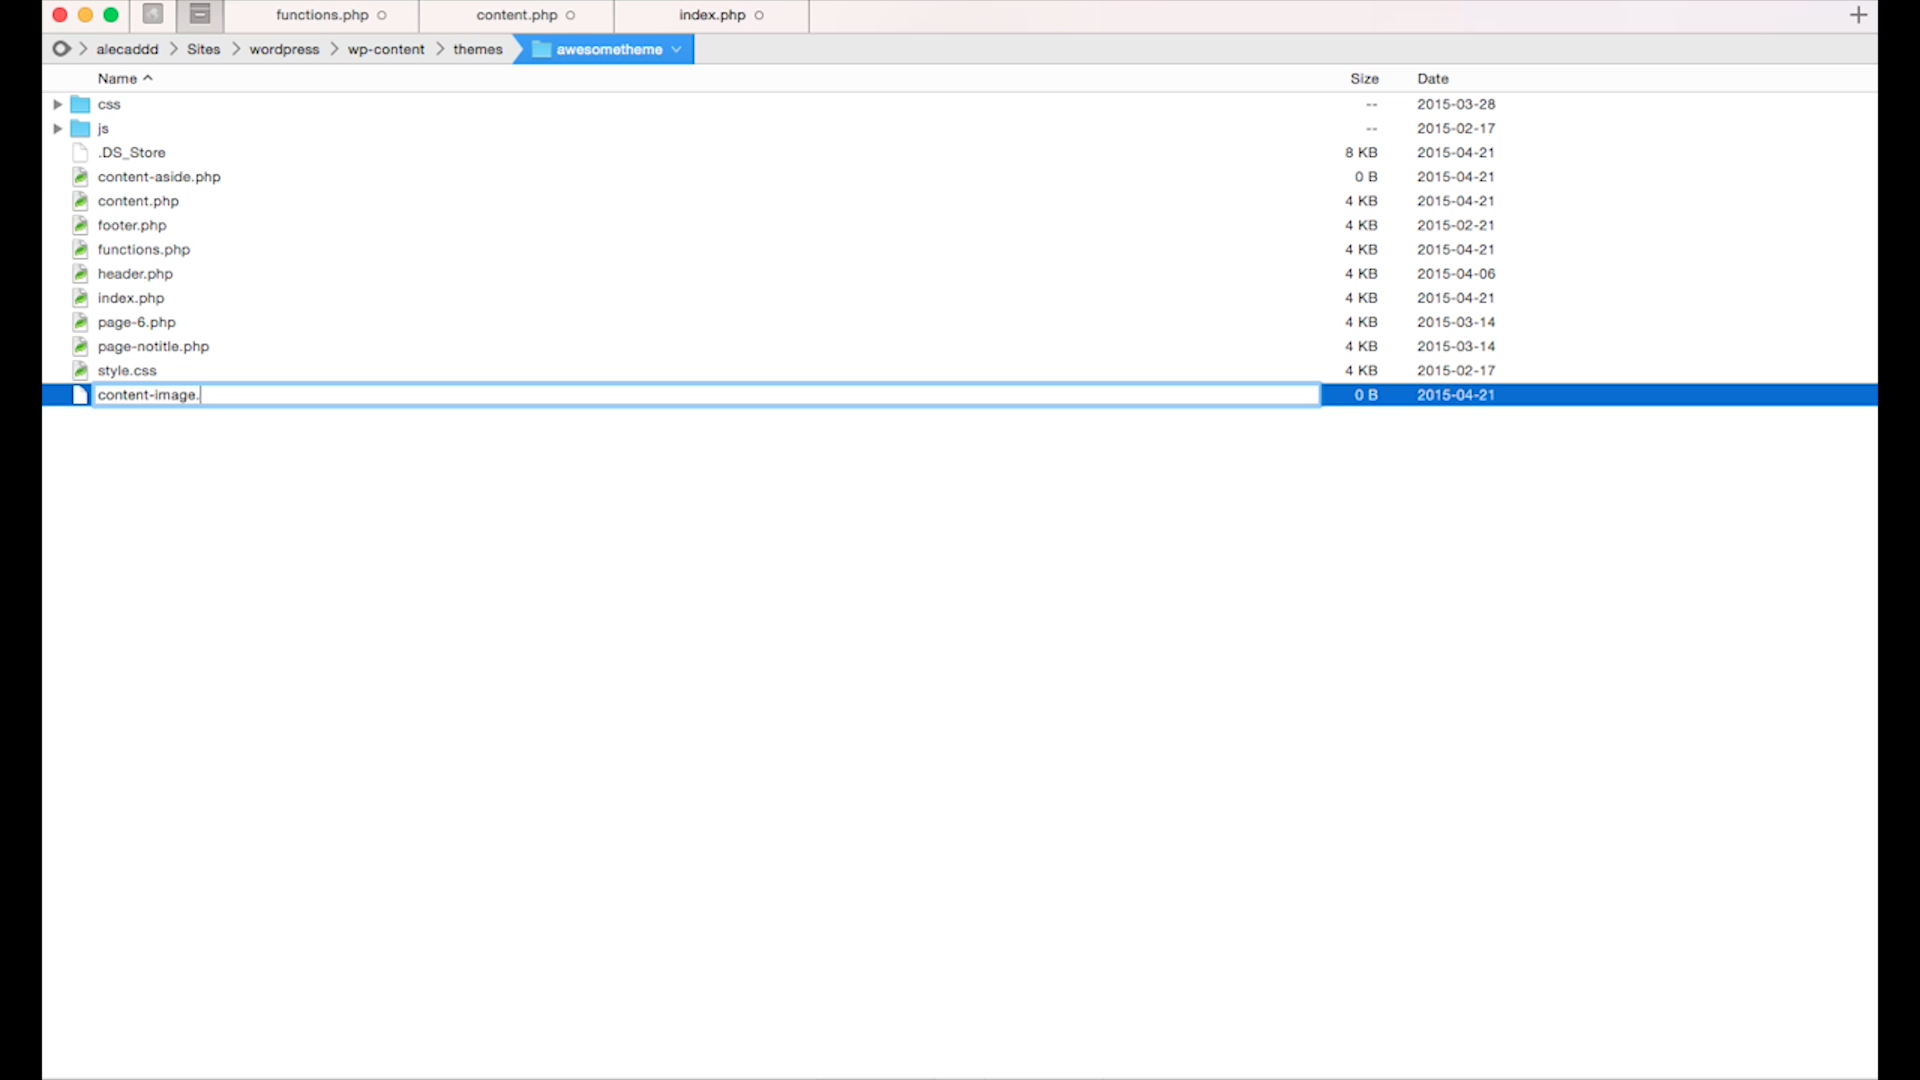 functions.php content.php index.php
alecaddd Sites wordpress wp-content themes awesometheme
Name Size Date
css -- 2015-03-28
js -- 2015-02-17
.DS_Store 8 KB 2015-04-21
content-aside.php 0 B 2015-04-21
content.php 4 KB 2015-04-21
footer.php 4 KB 2015-02-21
functions.php 4 KB 2015-04-21
header.php 4 KB 2015-04-06
index.php 4 KB 2015-04-21
page-6.php 4 KB 2015-03-14
page-notitle.php 4 KB 2015-03-14
style.css 4 KB 2015-02-17
content-image. 0 B 2015-04-21